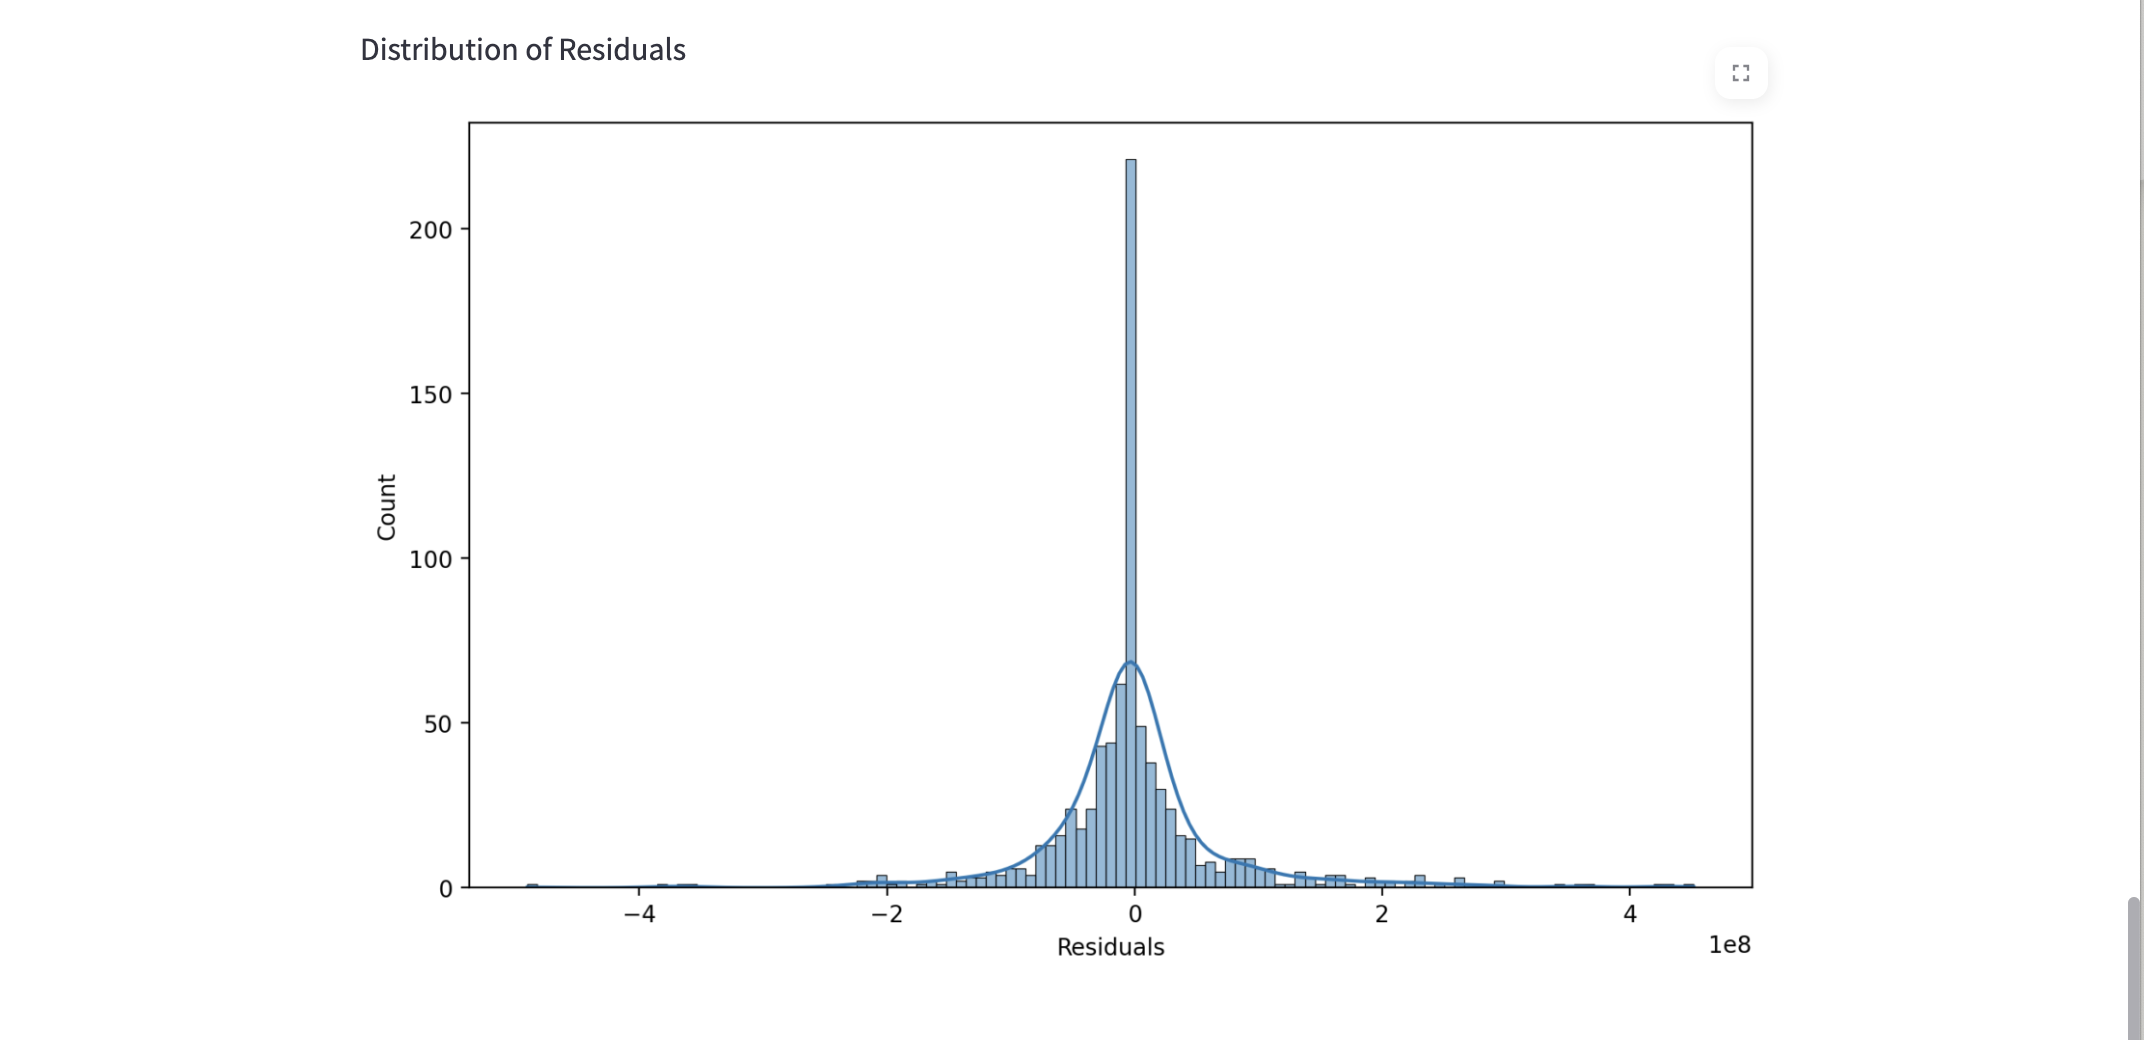 Distribution of Residuals
200
150
100
50
0
Count
−4
−2
0
2
4
Residuals
1e8